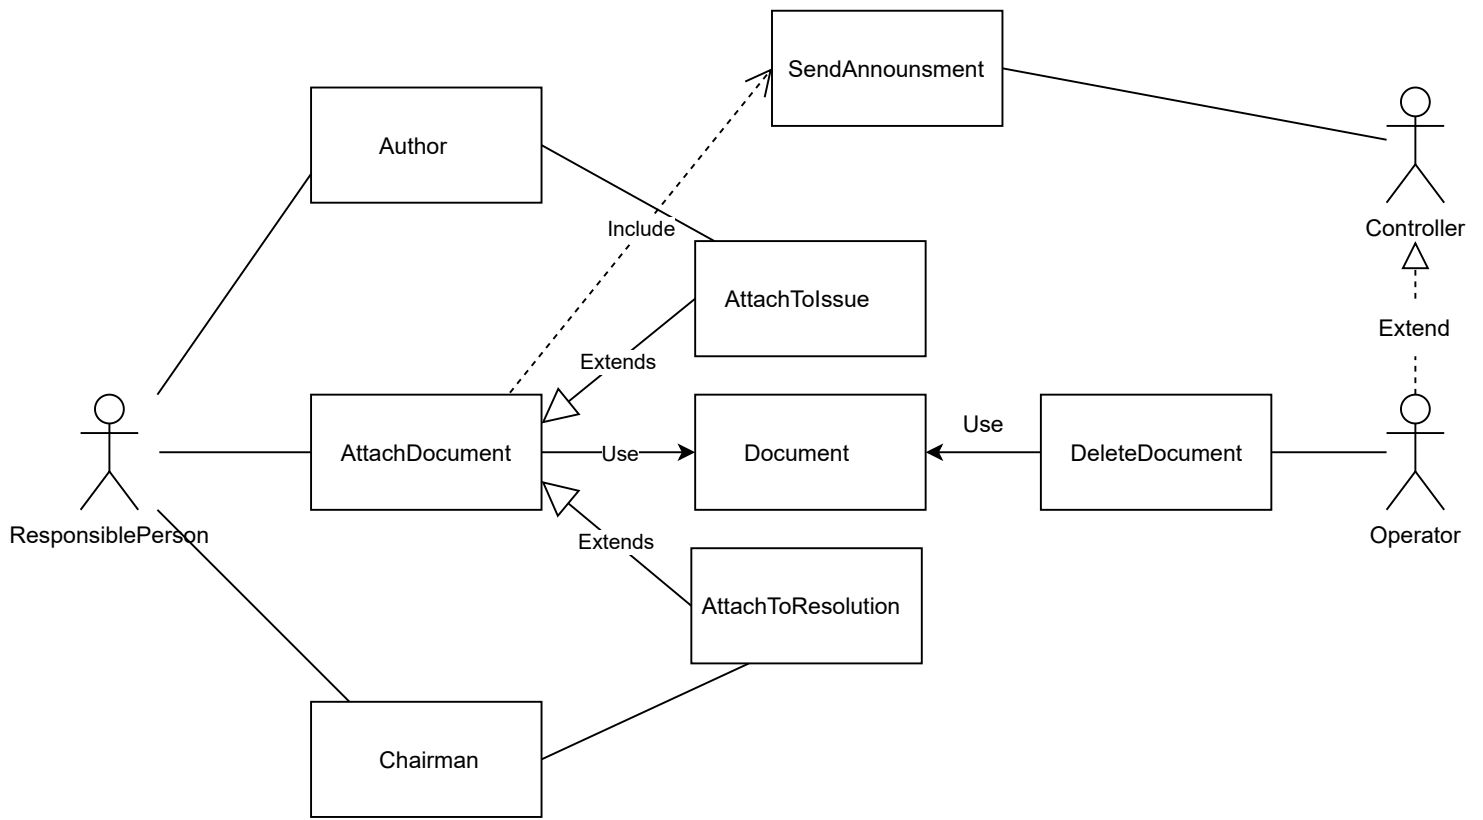 SendAnnounsment
Author
Controller
Include
AttachToIssue
Extend
Extends
Use
AttachDocument
Use
Document
DeleteDocument
ResponsiblePerson
Operator
Extends
AttachToResolution
Chairman